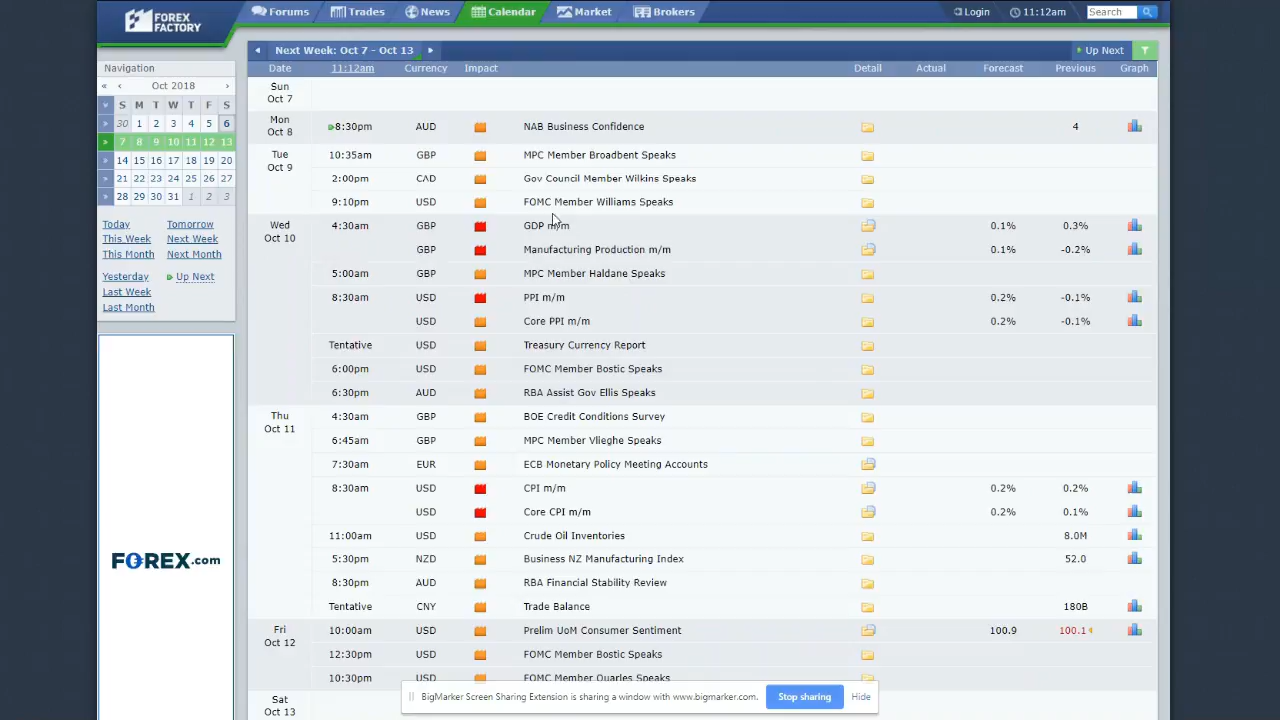 FOREX FACTORY
Forums Trades News Calendar Market Brokers Login 11:12am Search
Next Week: Oct 7 - Oct 13 Up Next
Navigation
Date 11:12am Currency Impact Detail Actual Forecast Previous Graph
« ‹ Oct 2018 ›
S M T W T F S
30 1 2 3 4 5 6
7 8 9 10 11 12 13
14 15 16 17 18 19 20
21 22 23 24 25 26 27
28 29 30 31 1 2 3
Today Tomorrow
This Week Next Week
This Month Next Month
Yesterday Up Next
Last Week
Last Month
FOREX.com
Sun Oct 7
Mon Oct 8 8:30pm AUD NAB Business Confidence 4
Tue Oct 9 10:35am GBP MPC Member Broadbent Speaks
2:00pm CAD Gov Council Member Wilkins Speaks
9:10pm USD FOMC Member Williams Speaks
Wed Oct 10 4:30am GBP GDP m/m 0.1% 0.3%
GBP Manufacturing Production m/m 0.1% -0.2%
5:00am GBP MPC Member Haldane Speaks
8:30am USD PPI m/m 0.2% -0.1%
USD Core PPI m/m 0.2% -0.1%
Tentative USD Treasury Currency Report
6:00pm USD FOMC Member Bostic Speaks
6:30pm AUD RBA Assist Gov Ellis Speaks
Thu Oct 11 4:30am GBP BOE Credit Conditions Survey
6:45am GBP MPC Member Vlieghe Speaks
7:30am EUR ECB Monetary Policy Meeting Accounts
8:30am USD CPI m/m 0.2% 0.2%
USD Core CPI m/m 0.2% 0.1%
11:00am USD Crude Oil Inventories 8.0M
5:30pm NZD Business NZ Manufacturing Index 52.0
8:30pm AUD RBA Financial Stability Review
Tentative CNY Trade Balance 180B
Fri Oct 12 10:00am USD Prelim UoM Consumer Sentiment 100.9 100.1
12:30pm USD FOMC Member Bostic Speaks
10:30pm USD FOMC Member Quarles Speaks
Sat Oct 13
BigMarker Screen Sharing Extension is sharing a window with www.bigmarker.com. Stop sharing Hide